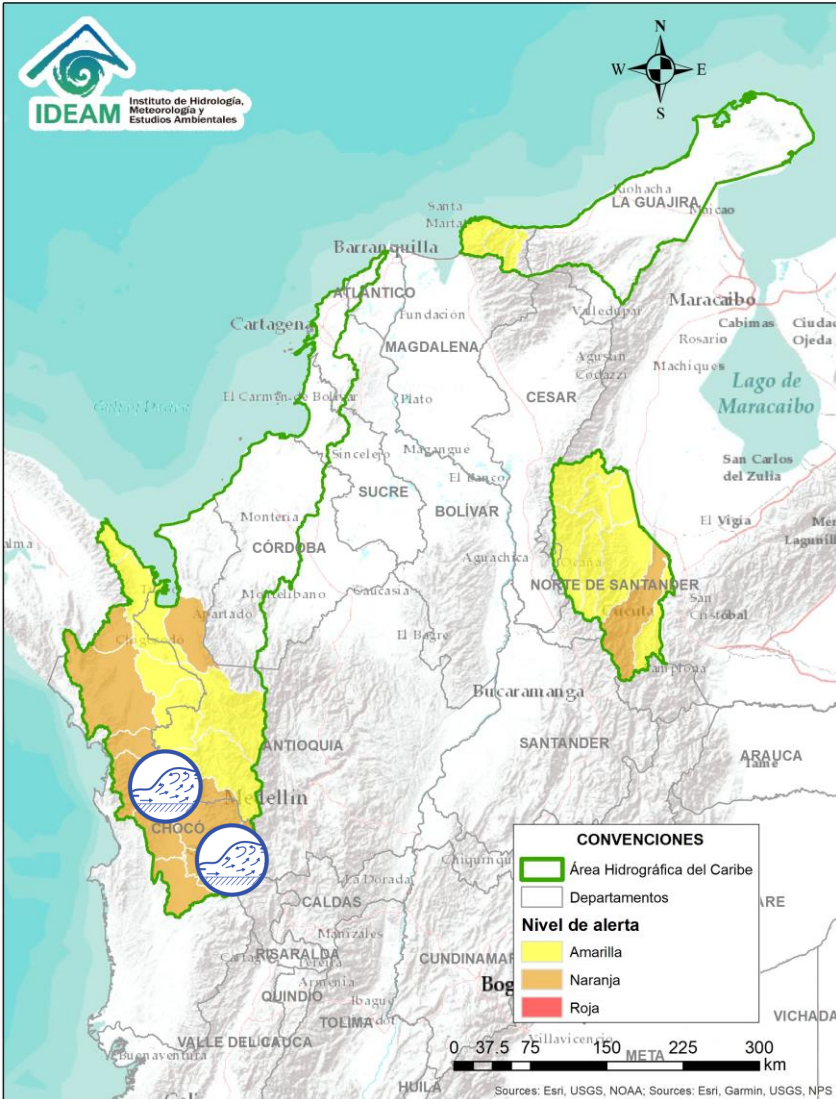 IDEAM
Instituto de Hidrología,
Meteorología y
Estudios Ambientales
N
W
E
S
Riohacha
LA GUAJIRA
Maicao
Santa
Marta
Barranquilla
ATLÁNTICO
Maracaibo
Cabimas
Ciudad
Ojeda
Fundación
Valledupar
Cartagena
MAGDALENA
Rosario
Machiques
Agustín
Codazzi
Lago de
Maracaibo
El Carmen de Bolívar
Plato
CESAR
Sincelejo
Magangué
San Carlos
del Zulia
SUCRE
El Banco
BOLÍVAR
Montería
El Vigía
CÓRDOBA
Aguachica
Ocaña
NORTE DE SANTANDER
Montelíbano
Caucasia
Apartadó
San
Cristóbal
Cúcuta
Chigorodó
El Bagre
Pamplona
Bucaramanga
ANTIOQUIA
SANTANDER
ARAUCA
Tame
Medellín
CHOCÓ
La Dorada
CALDAS
Manizales
RISARALDA
Pereira
CUNDINAMAR
Armenia
QUINDÍO
Ibagué
Bog
TOLIMA
VALLE DEL CAUCA
Buenaventura
Villavicencio
META
VICHADA
HUILA
CONVENCIONES
Área Hidrográfica del Caribe
Departamentos
Nivel de alerta
Amarilla
Naranja
Roja
0 37.5 75 150 225 300
km
Sources: Esri, USGS, NOAA; Sources: Esri, Garmin, USGS, NPS